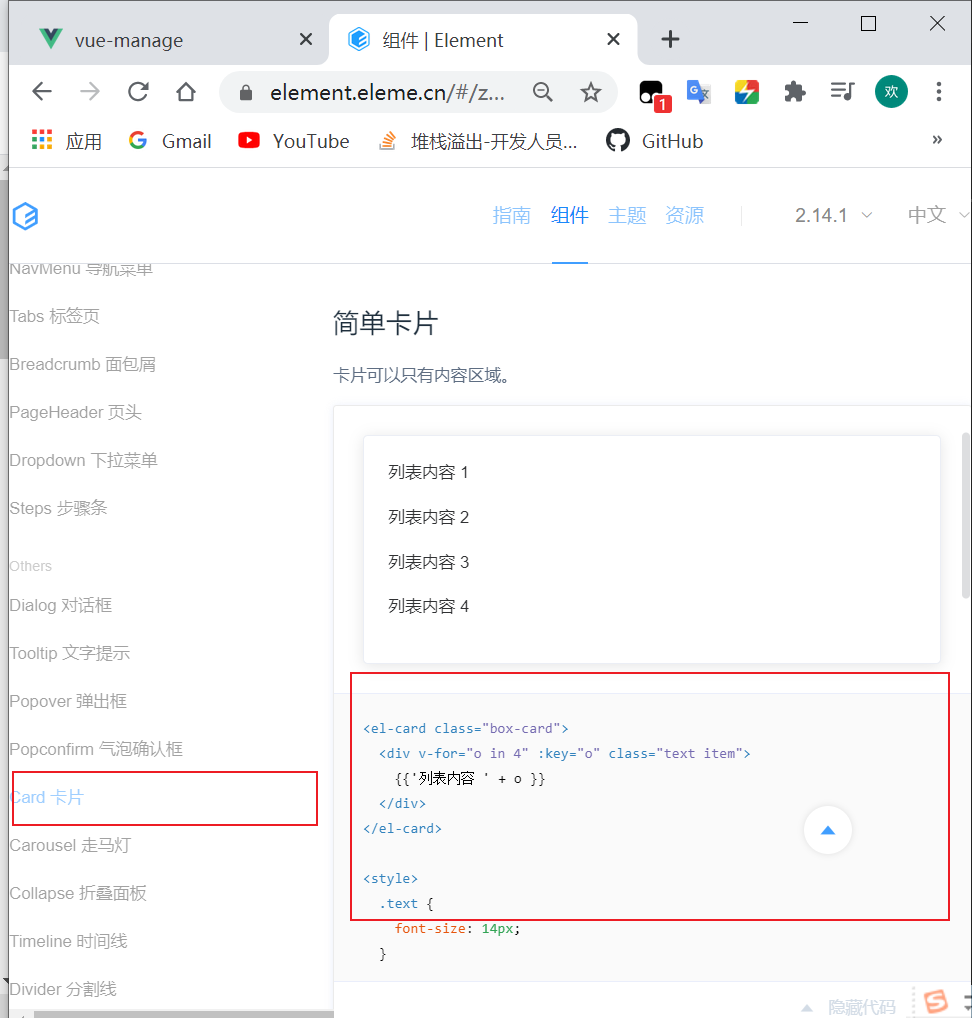 vue-manage
组件 | Element
element.eleme.cn/#/z...
1
欢
应用
Gmail
YouTube
堆栈溢出-开发人员...
GitHub
»
指南
组件
主题
资源
2.14.1
中文
NavMenu 导航菜单
Tabs 标签页
Breadcrumb 面包屑
PageHeader 页头
Dropdown 下拉菜单
Steps 步骤条
Others
Dialog 对话框
Tooltip 文字提示
Popover 弹出框
Popconfirm 气泡确认框
Card 卡片
Carousel 走马灯
Collapse 折叠面板
Timeline 时间线
Divider 分割线
简单卡片
卡片可以只有内容区域。
列表内容 1
列表内容 2
列表内容 3
列表内容 4
<el-card class="box-card">
<div v-for="o in 4" :key="o" class="text item">
{{'列表内容 ' + o }}
</div>
</el-card>
<style>
.text {
font-size: 14px;
}
隐藏代码